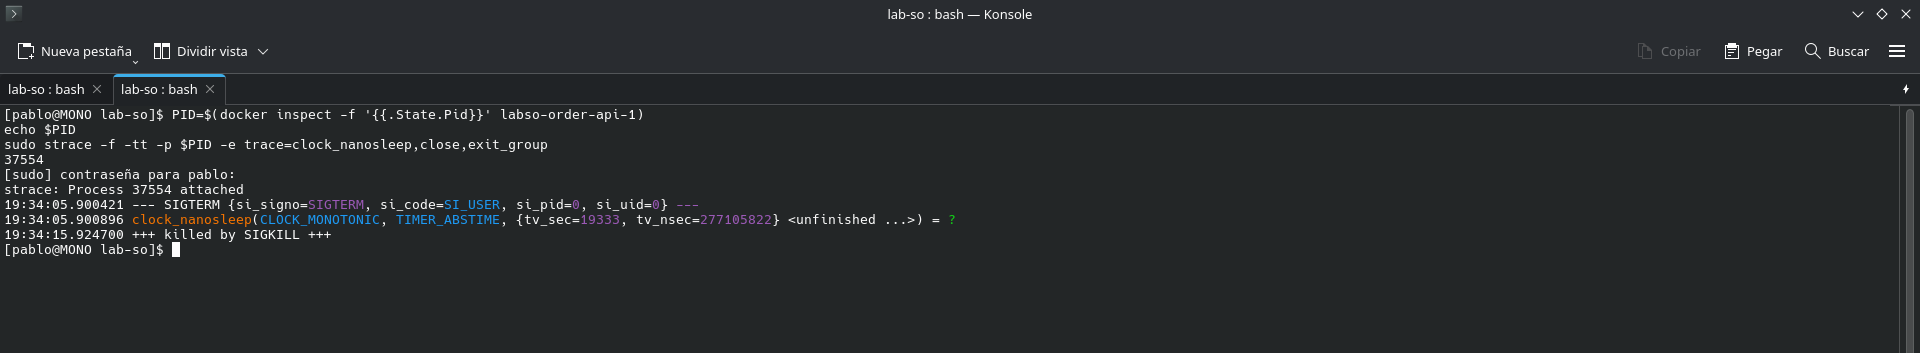 lab-so : bash — Konsole
Nueva pestaña
Dividir vista
Copiar
Pegar
Buscar
lab-so : bash
lab-so : bash
[pablo@MONO lab-so]$ PID=$(docker inspect -f '{{.State.Pid}}' labso-order-api-1)
echo $PID
sudo strace -f -tt -p $PID -e trace=clock_nanosleep,close,exit_group
37554
[sudo] contraseña para pablo:
strace: Process 37554 attached
19:34:05.900421 --- SIGTERM {si_signo=SIGTERM, si_code=SI_USER, si_pid=0, si_uid=0} ---
19:34:05.900896 clock_nanosleep(CLOCK_MONOTONIC, TIMER_ABSTIME, {tv_sec=19333, tv_nsec=277105822} <unfinished ...>) = ?
19:34:15.924700 +++ killed by SIGKILL +++
[pablo@MONO lab-so]$